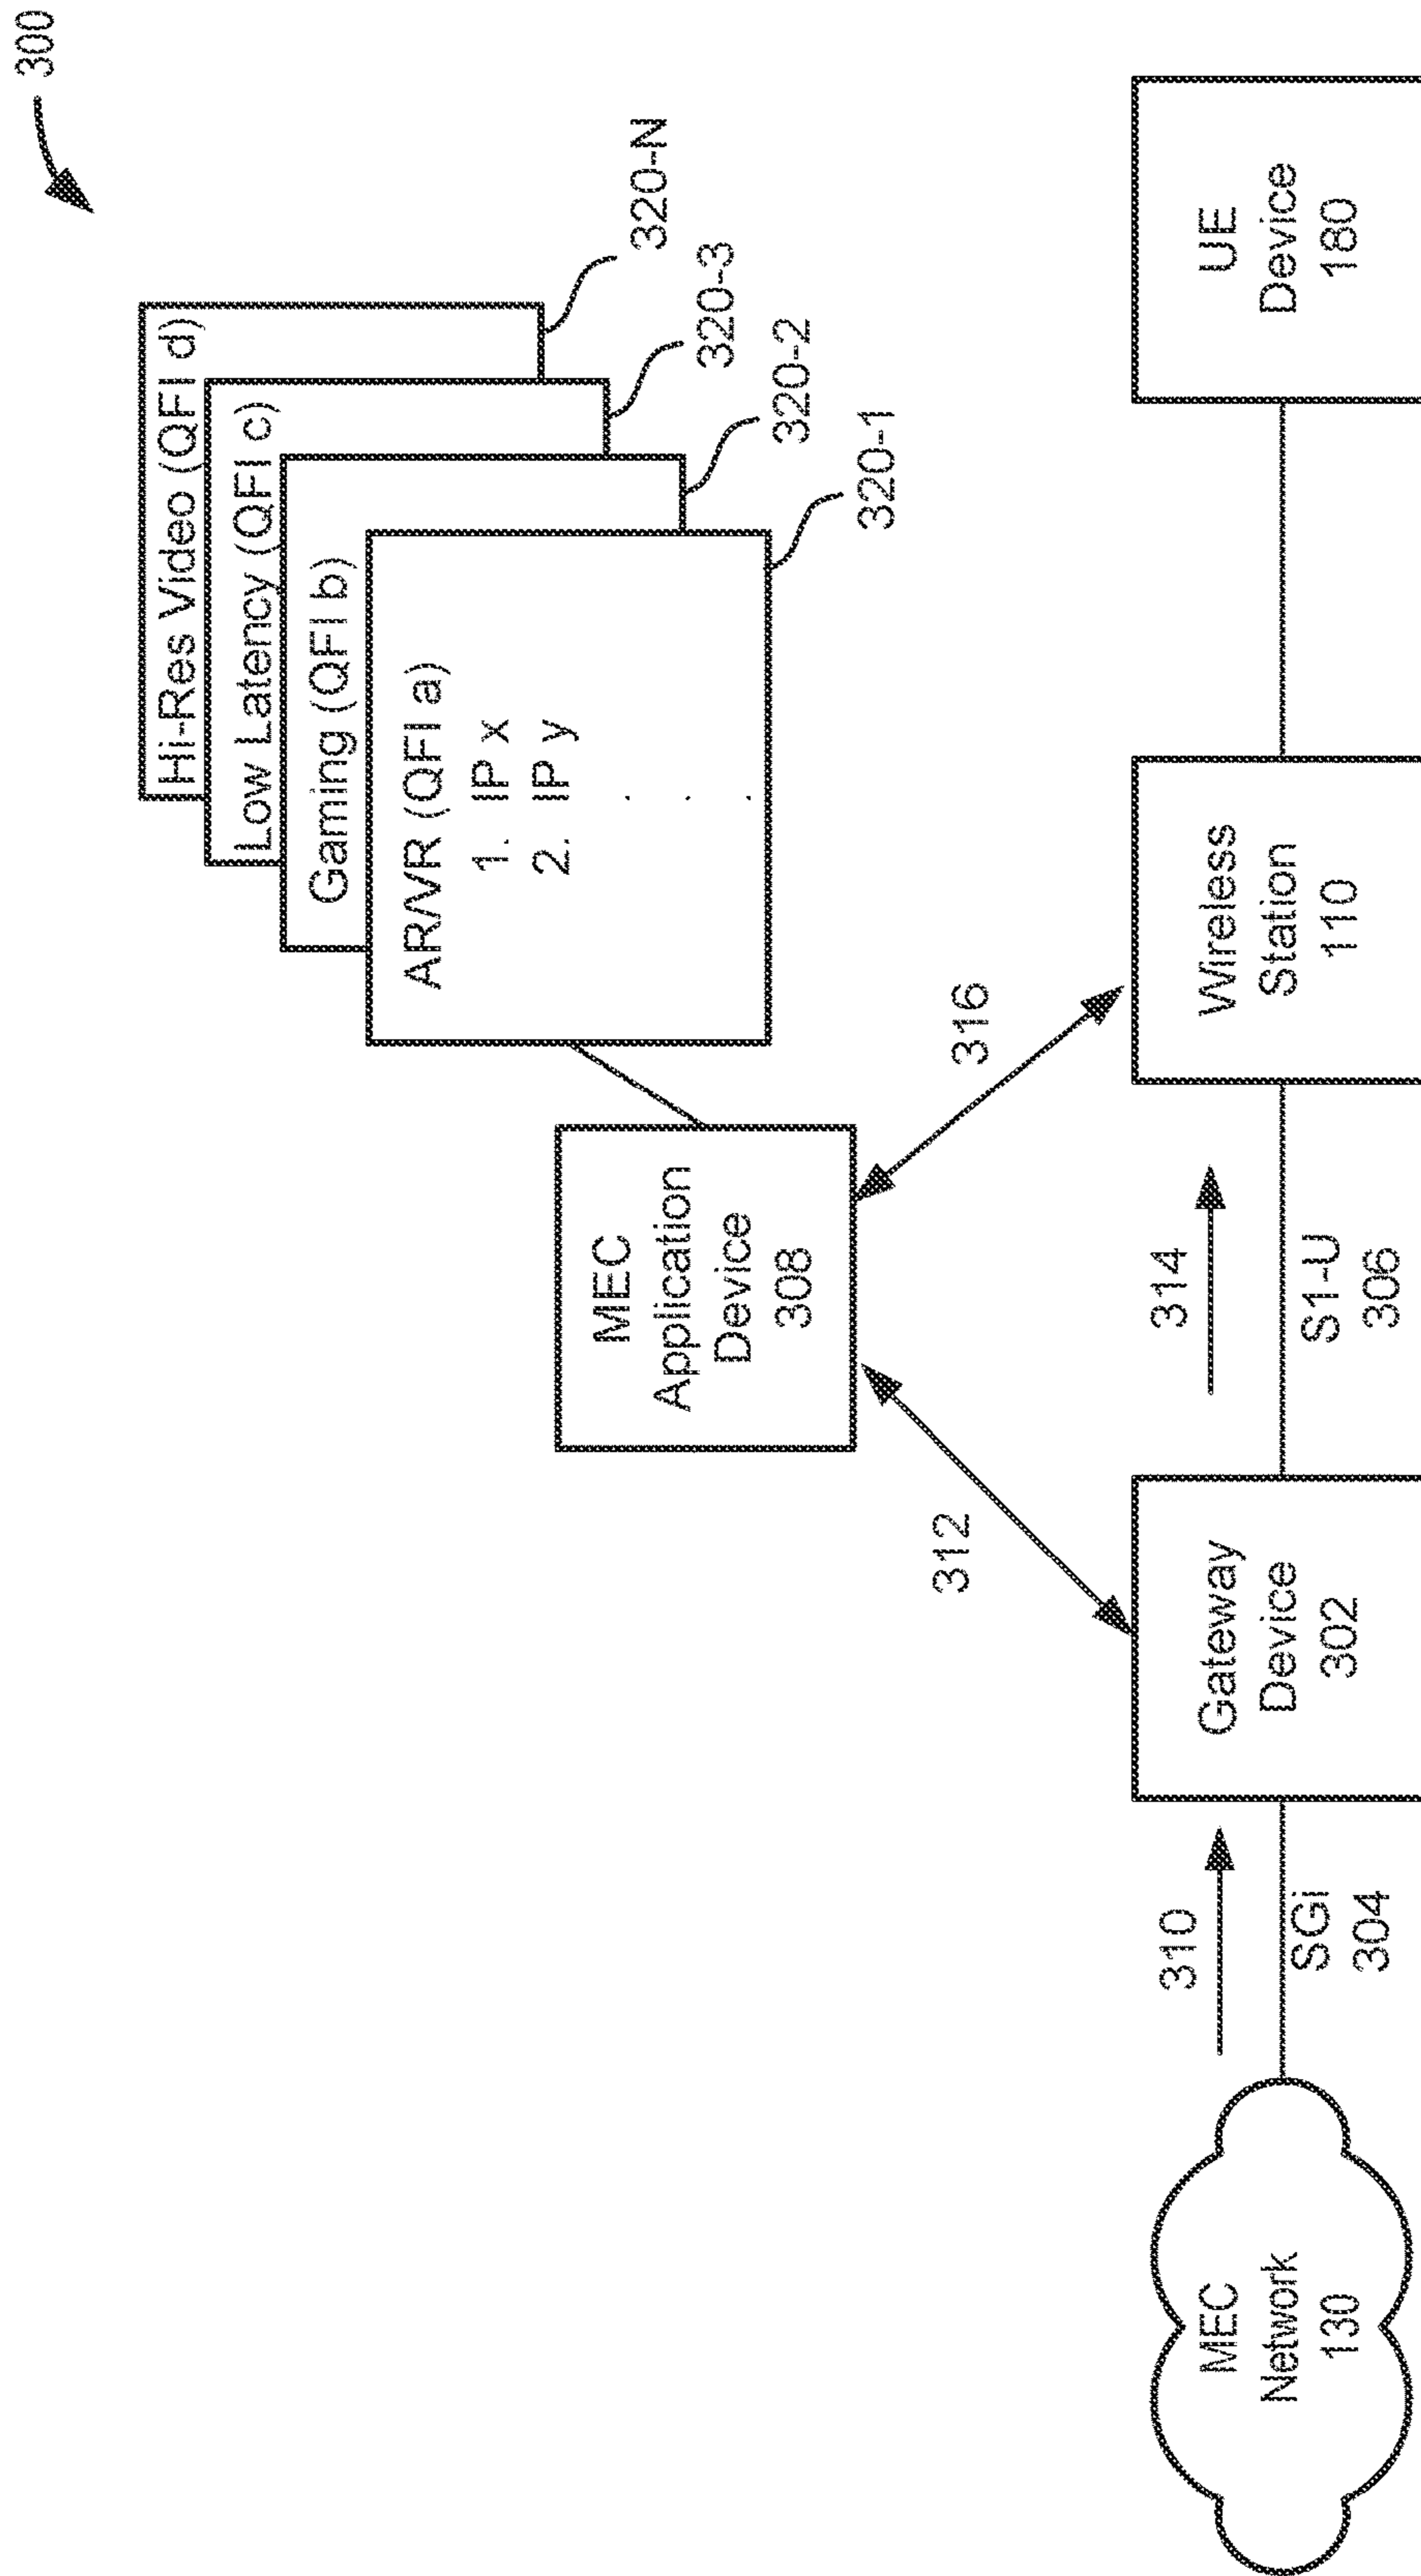 300
Hi-Res Video (QFI d)
Low Latency (QFI c)
Gaming (QFI b)
AR/VR (QFI a)
1. IP x
2. IP y
.
.
.
320-N
320-3
320-2
320-1
MEC
Application
Device
308
312
316
310
314
MEC
Network
130
SGi
304
Gateway
Device
302
S1-U
306
Wireless
Station
110
UE
Device
180